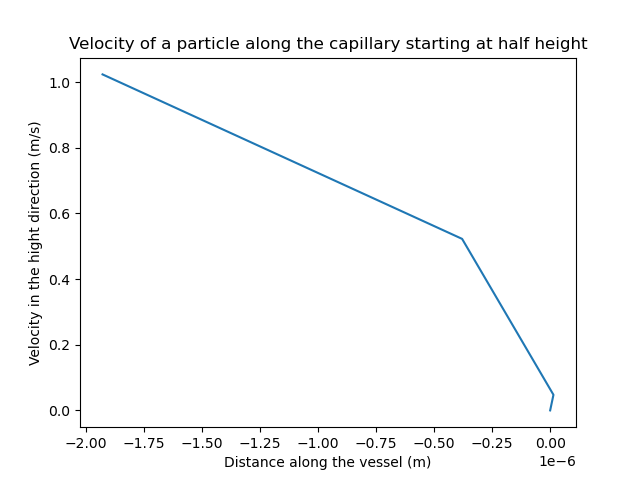 Velocity of a particle along the capillary starting at half height
Velocity in the hight direction (m/s)
1.0
0.8
0.6
0.4
0.2
0.0
−2.00 −1.75 −1.50 −1.25 −1.00 −0.75 −0.50 −0.25 0.00
Distance along the vessel (m)
1e−6